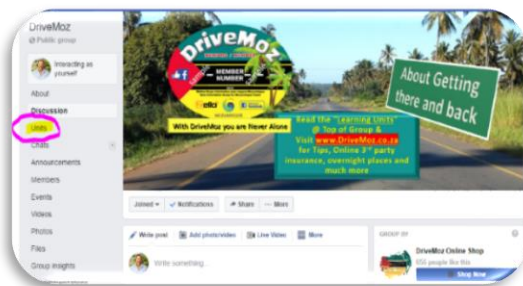 DriveMoz
Public group
Interacting as
yourself
About
Discussion
Units
Chats
Announcements
Members
Events
Videos
Photos
Files
Group insights
DriveMoz
MEMBER
NUMBER
With DriveMoz you are Never Alone
Read the "Learning Units"
@ Top of Group &
Visit www.DriveMoz.co.za
for Tips, Online 3rd party
insurance, overnight places and
much more
About Getting
there and back
Joined
Notifications
Share
More
Write post
Add photo/video
Live Video
More
Write something...
GROUP BY
DriveMoz Online Shop
people like this
Shop Now